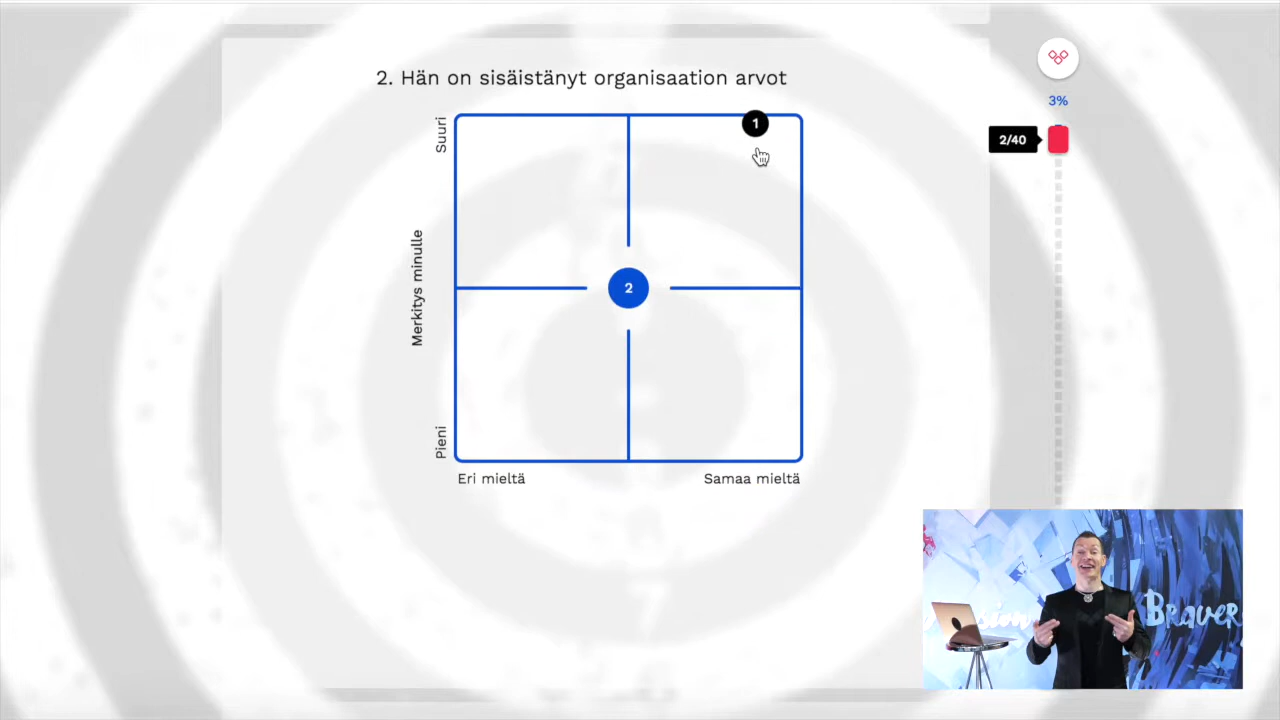 2. Hän on sisäistänyt organisaation arvot
3%
2/40
Suuri
Merkitys minulle
Pieni
1
2
Eri mieltä
Samaa mieltä
Braver